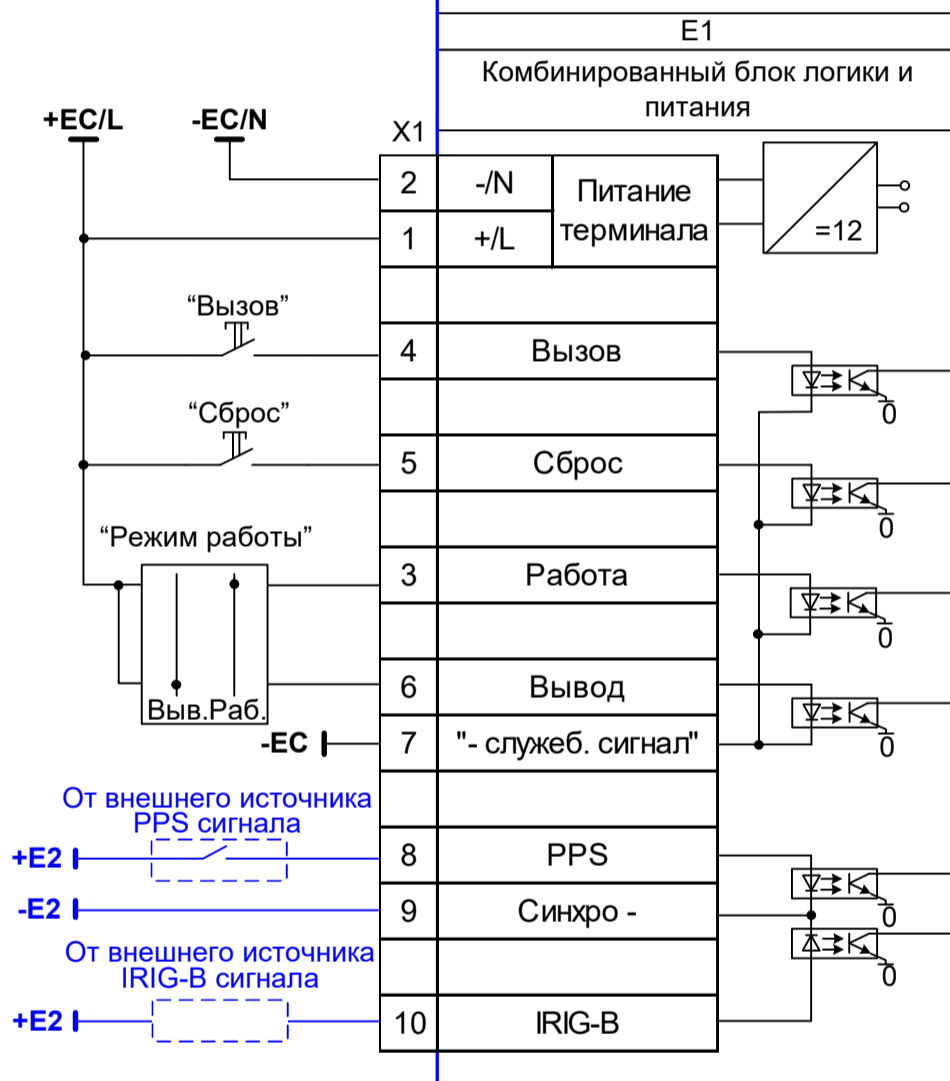 E1
Комбинированный блок логики и
питания
+EC/L
-EC/N
X1
2
-/N
Питание
терминала
1
+/L
=12
“Вызов”
4
Вызов
0
“Сброс”
5
Сброс
0
“Режим работы”
3
Работа
0
6
Вывод
Выв.Раб.
0
-EC
7
"- служеб. сигнал"
От внешнего источника
PPS сигнала
+E2
8
PPS
0
-E2
9
Синхро -
0
От внешнего источника
IRIG-B сигнала
+E2
10
IRIG-B